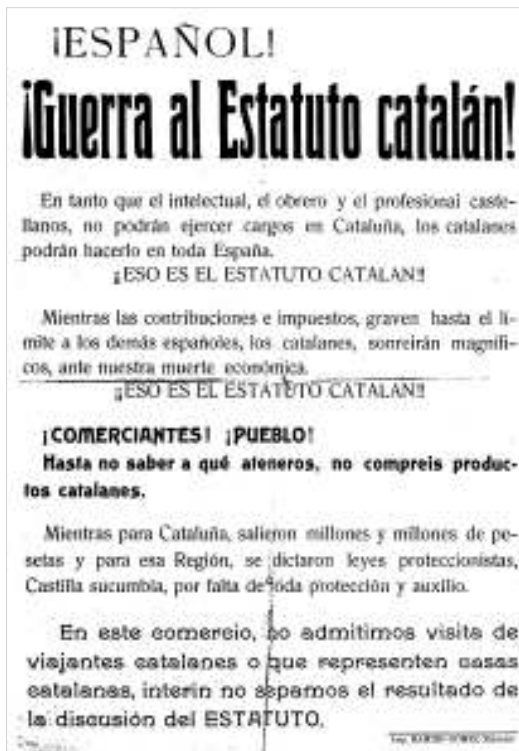 ¡ESPAÑOL!
¡Guerra al Estatuto catalán!
En tanto que el intelectual, el obrero y el profesional caste-
llanos, no podrán ejercer cargos en Cataluña, los catalanes
podrán hacerlo en toda España.
¡ESO ES EL ESTATUTO CATALAN!!
Mientras las contribuciones e impuestos, graven hasta el lí-
mite a los demás españoles, los catalanes, sonreirán magnífi-
cos, ante nuestra muerte económica.
¡ESO ES EL ESTATUTO CATALAN!!
¡COMERCIANTES! ¡PUEBLO!
Hasta no saber a qué ateneros, no compreis produc-
tos catalanes.
Mientras para Cataluña, salieron millones y millones de pe-
setas y para esa Región, se dictaron leyes proteccionistas,
Castilla sucumbía, por falta de toda protección y auxilio.
En este comercio, no admitimos visita de
viajantes catalanes o que representen casas
catalanas, interin no sepamos el resultado de
la discusión del ESTATUTO.